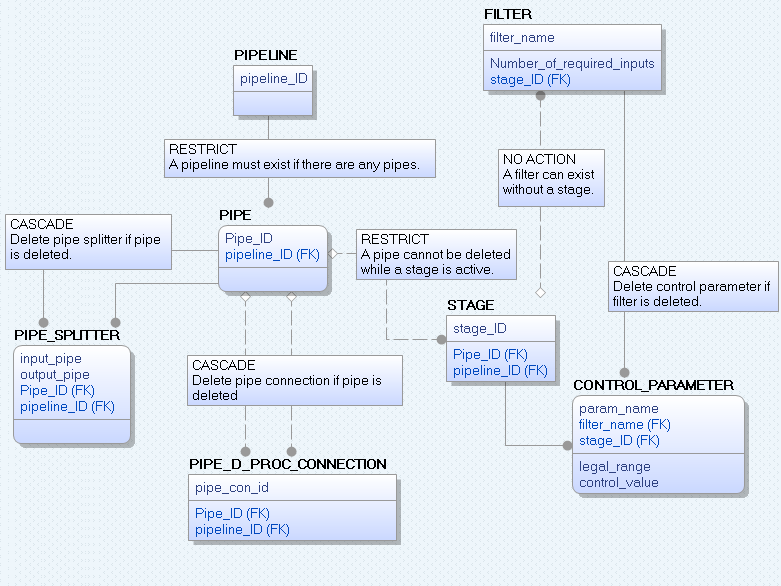 FILTER
filter_name
Number_of_required_inputs
stage_ID (FK)
PIPELINE
pipeline_ID
RESTRICT
A pipeline must exist if there are any pipes.
NO ACTION
A filter can exist
without a stage.
PIPE
Pipe_ID
pipeline_ID (FK)
CASCADE
Delete pipe splitter if pipe
is deleted.
RESTRICT
A pipe cannot be deleted
while a stage is active.
CASCADE
Delete control parameter if
filter is deleted.
STAGE
stage_ID
Pipe_ID (FK)
pipeline_ID (FK)
PIPE_SPLITTER
input_pipe
output_pipe
Pipe_ID (FK)
pipeline_ID (FK)
CASCADE
Delete pipe connection if pipe is
deleted
CONTROL_PARAMETER
param_name
filter_name (FK)
stage_ID (FK)
legal_range
control_value
PIPE_D_PROC_CONNECTION
pipe_con_id
Pipe_ID (FK)
pipeline_ID (FK)